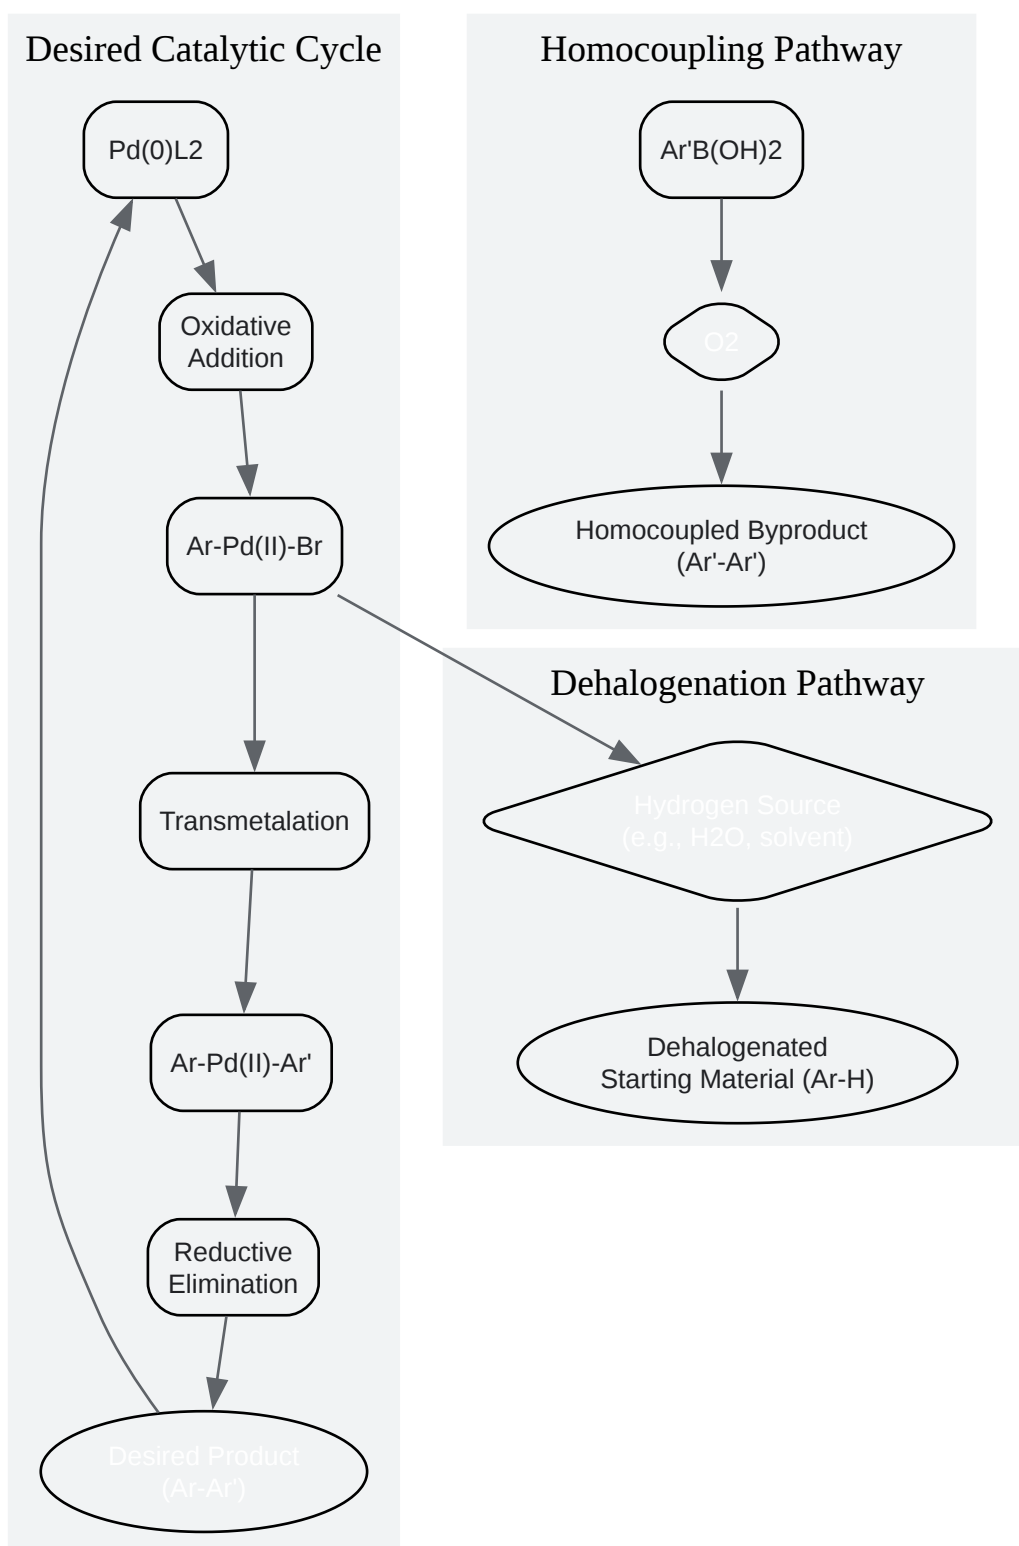 Desired Catalytic Cycle
Pd(0)L2
Oxidative
Addition
Ar-Pd(II)-Br
Transmetalation
Ar-Pd(II)-Ar'
Reductive
Elimination
Desired Product
(Ar-Ar')
Homocoupling Pathway
Ar'B(OH)2
O2
Homocoupled Byproduct
(Ar'-Ar')
Dehalogenation Pathway
Hydrogen Source
(e.g., H2O, solvent)
Dehalogenated
Starting Material (Ar-H)